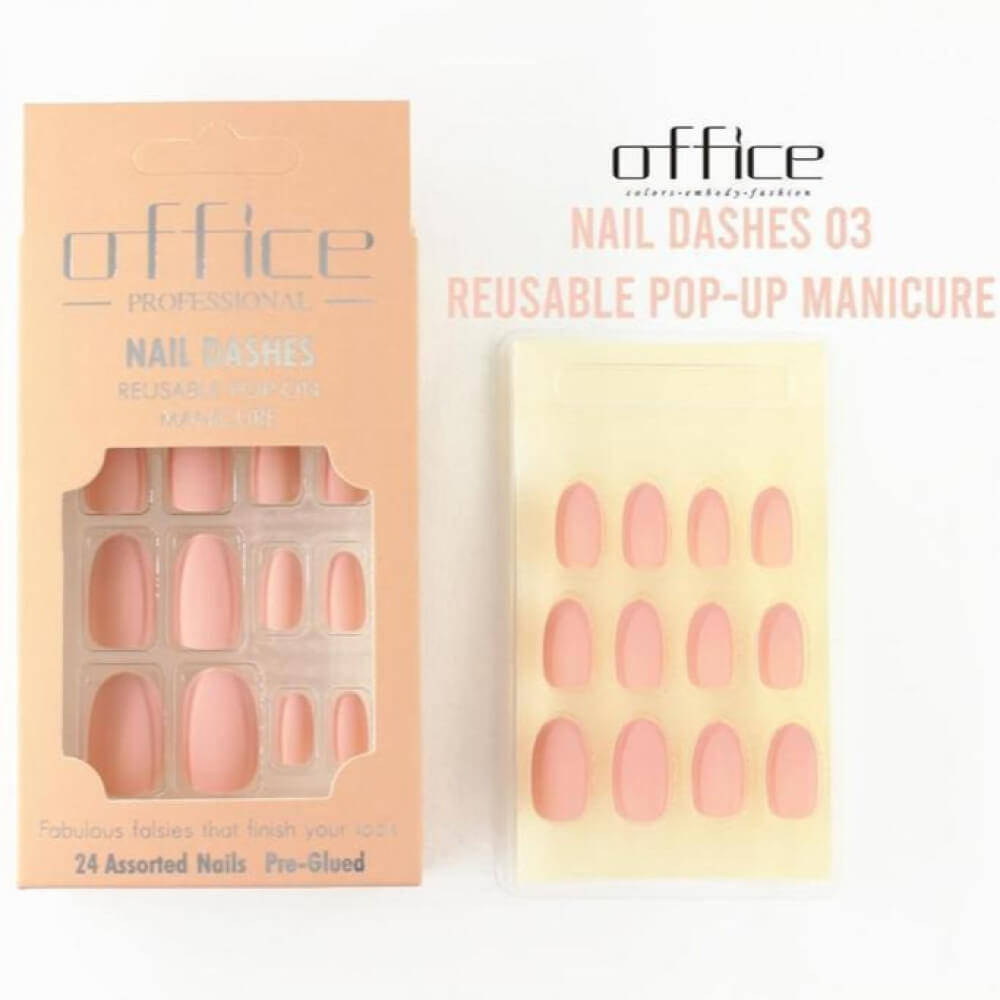 office
PROFESSIONAL
NAIL DASHES
REUSABLE POP-ON
MANICURE
Fabulous falsies that finish your look
24 Assorted Nails Pre-Glued
office
colors-embody-fashion
NAIL DASHES 03
REUSABLE POP-UP MANICURE